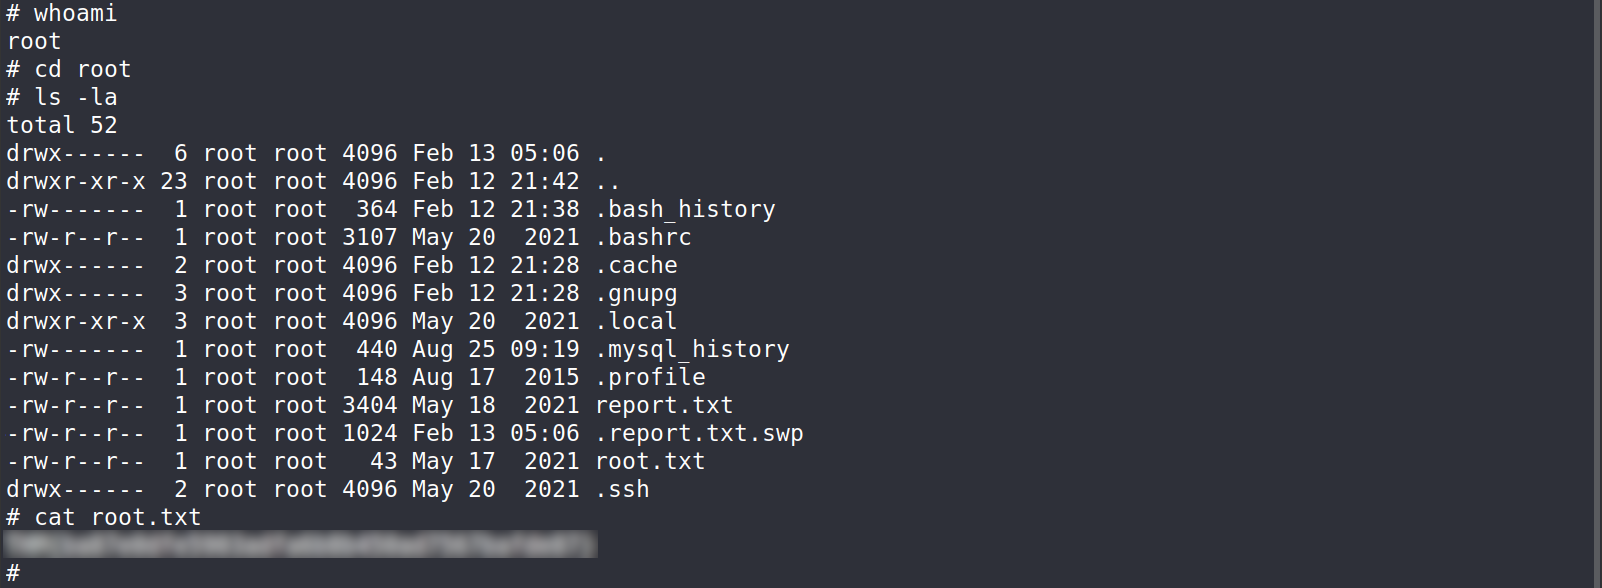 # whoami
root
# cd root
# ls -la
total 52
drwx------  6 root root 4096 Feb 13 05:06 .
drwxr-xr-x 23 root root 4096 Feb 12 21:42 ..
-rw-------  1 root root  364 Feb 12 21:38 .bash_history
-rw-r--r--  1 root root 3107 May 20  2021 .bashrc
drwx------  2 root root 4096 Feb 12 21:28 .cache
drwx------  3 root root 4096 Feb 12 21:28 .gnupg
drwxr-xr-x  3 root root 4096 May 20  2021 .local
-rw-------  1 root root  440 Aug 25 09:19 .mysql_history
-rw-r--r--  1 root root  148 Aug 17  2015 .profile
-rw-r--r--  1 root root 3404 May 18  2021 report.txt
-rw-r--r--  1 root root 1024 Feb 13 05:06 .report.txt.swp
-rw-r--r--  1 root root   43 May 17  2021 root.txt
drwx------  2 root root 4096 May 20  2021 .ssh
# cat root.txt
#